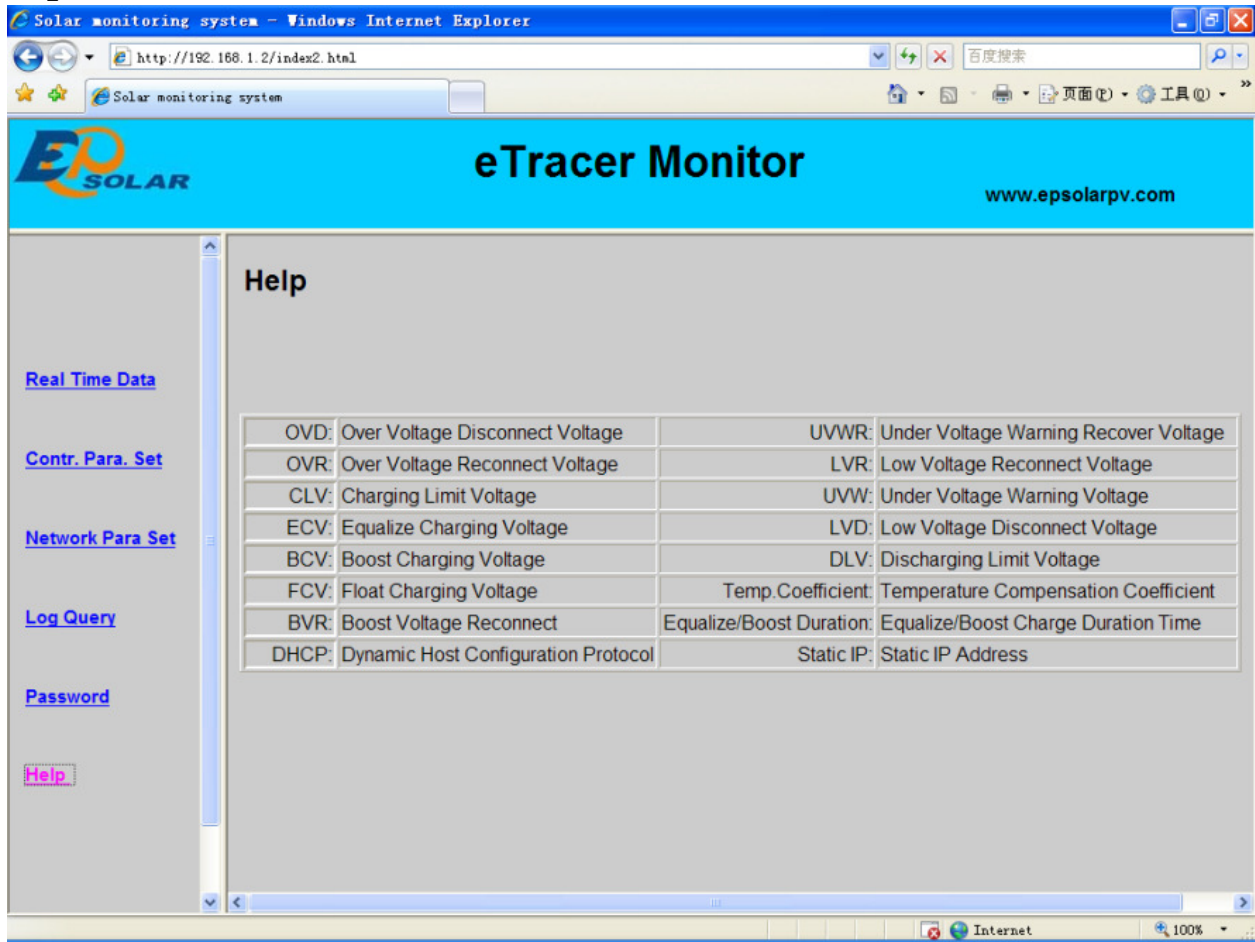 Solar monitoring system - Windows Internet Explorer
http://192.168.1.2/index2.html
百度搜索
Solar monitoring system
页面(P)
工具(O)
»
EP SOLAR
eTracer Monitor
www.epsolarpv.com
Help
Real Time Data
Contr. Para. Set
Network Para Set
Log Query
Password
Help
OVD: Over Voltage Disconnect Voltage UVWR: Under Voltage Warning Recover Voltage
OVR: Over Voltage Reconnect Voltage LVR: Low Voltage Reconnect Voltage
CLV: Charging Limit Voltage UVW: Under Voltage Warning Voltage
ECV: Equalize Charging Voltage LVD: Low Voltage Disconnect Voltage
BCV: Boost Charging Voltage DLV: Discharging Limit Voltage
FCV: Float Charging Voltage Temp.Coefficient: Temperature Compensation Coefficient
BVR: Boost Voltage Reconnect Equalize/Boost Duration: Equalize/Boost Charge Duration Time
DHCP: Dynamic Host Configuration Protocol Static IP: Static IP Address
Internet
100%